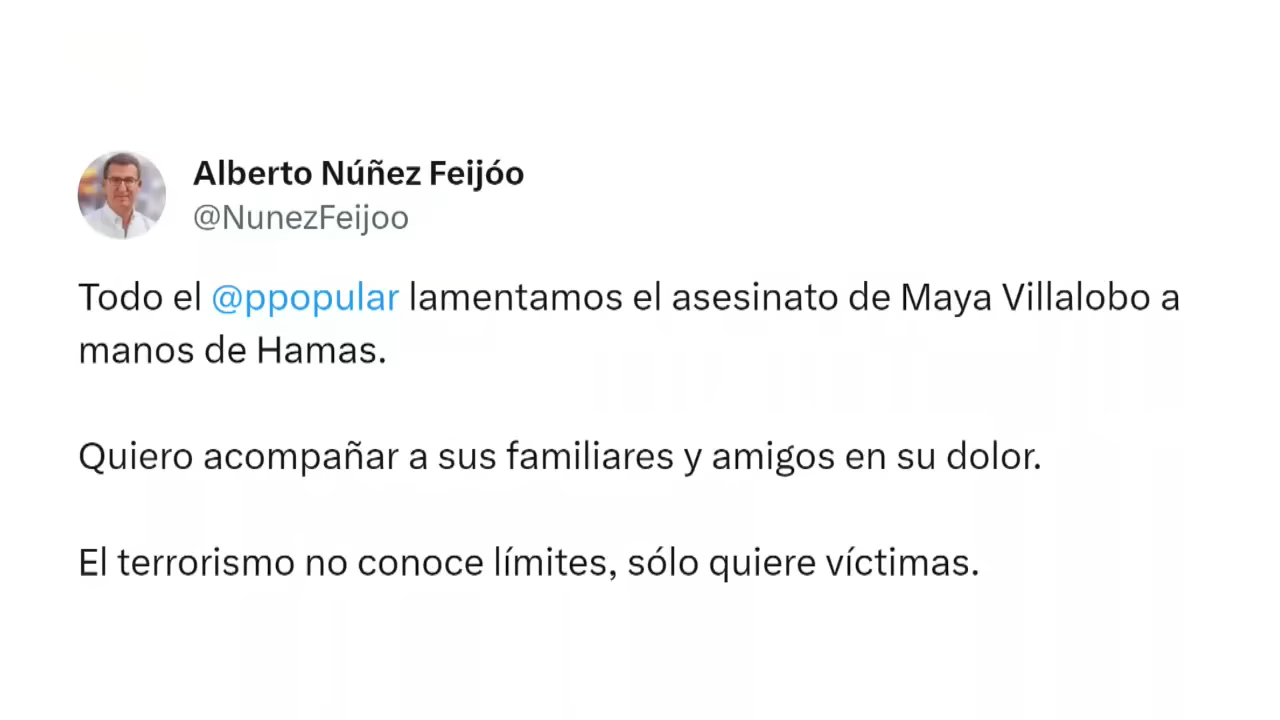 Alberto Núñez Feijóo
@NunezFeijoo
Todo el @ppopular lamentamos el asesinato de Maya Villalobo a
manos de Hamas.
Quiero acompañar a sus familiares y amigos en su dolor.
El terrorismo no conoce límites, sólo quiere víctimas.